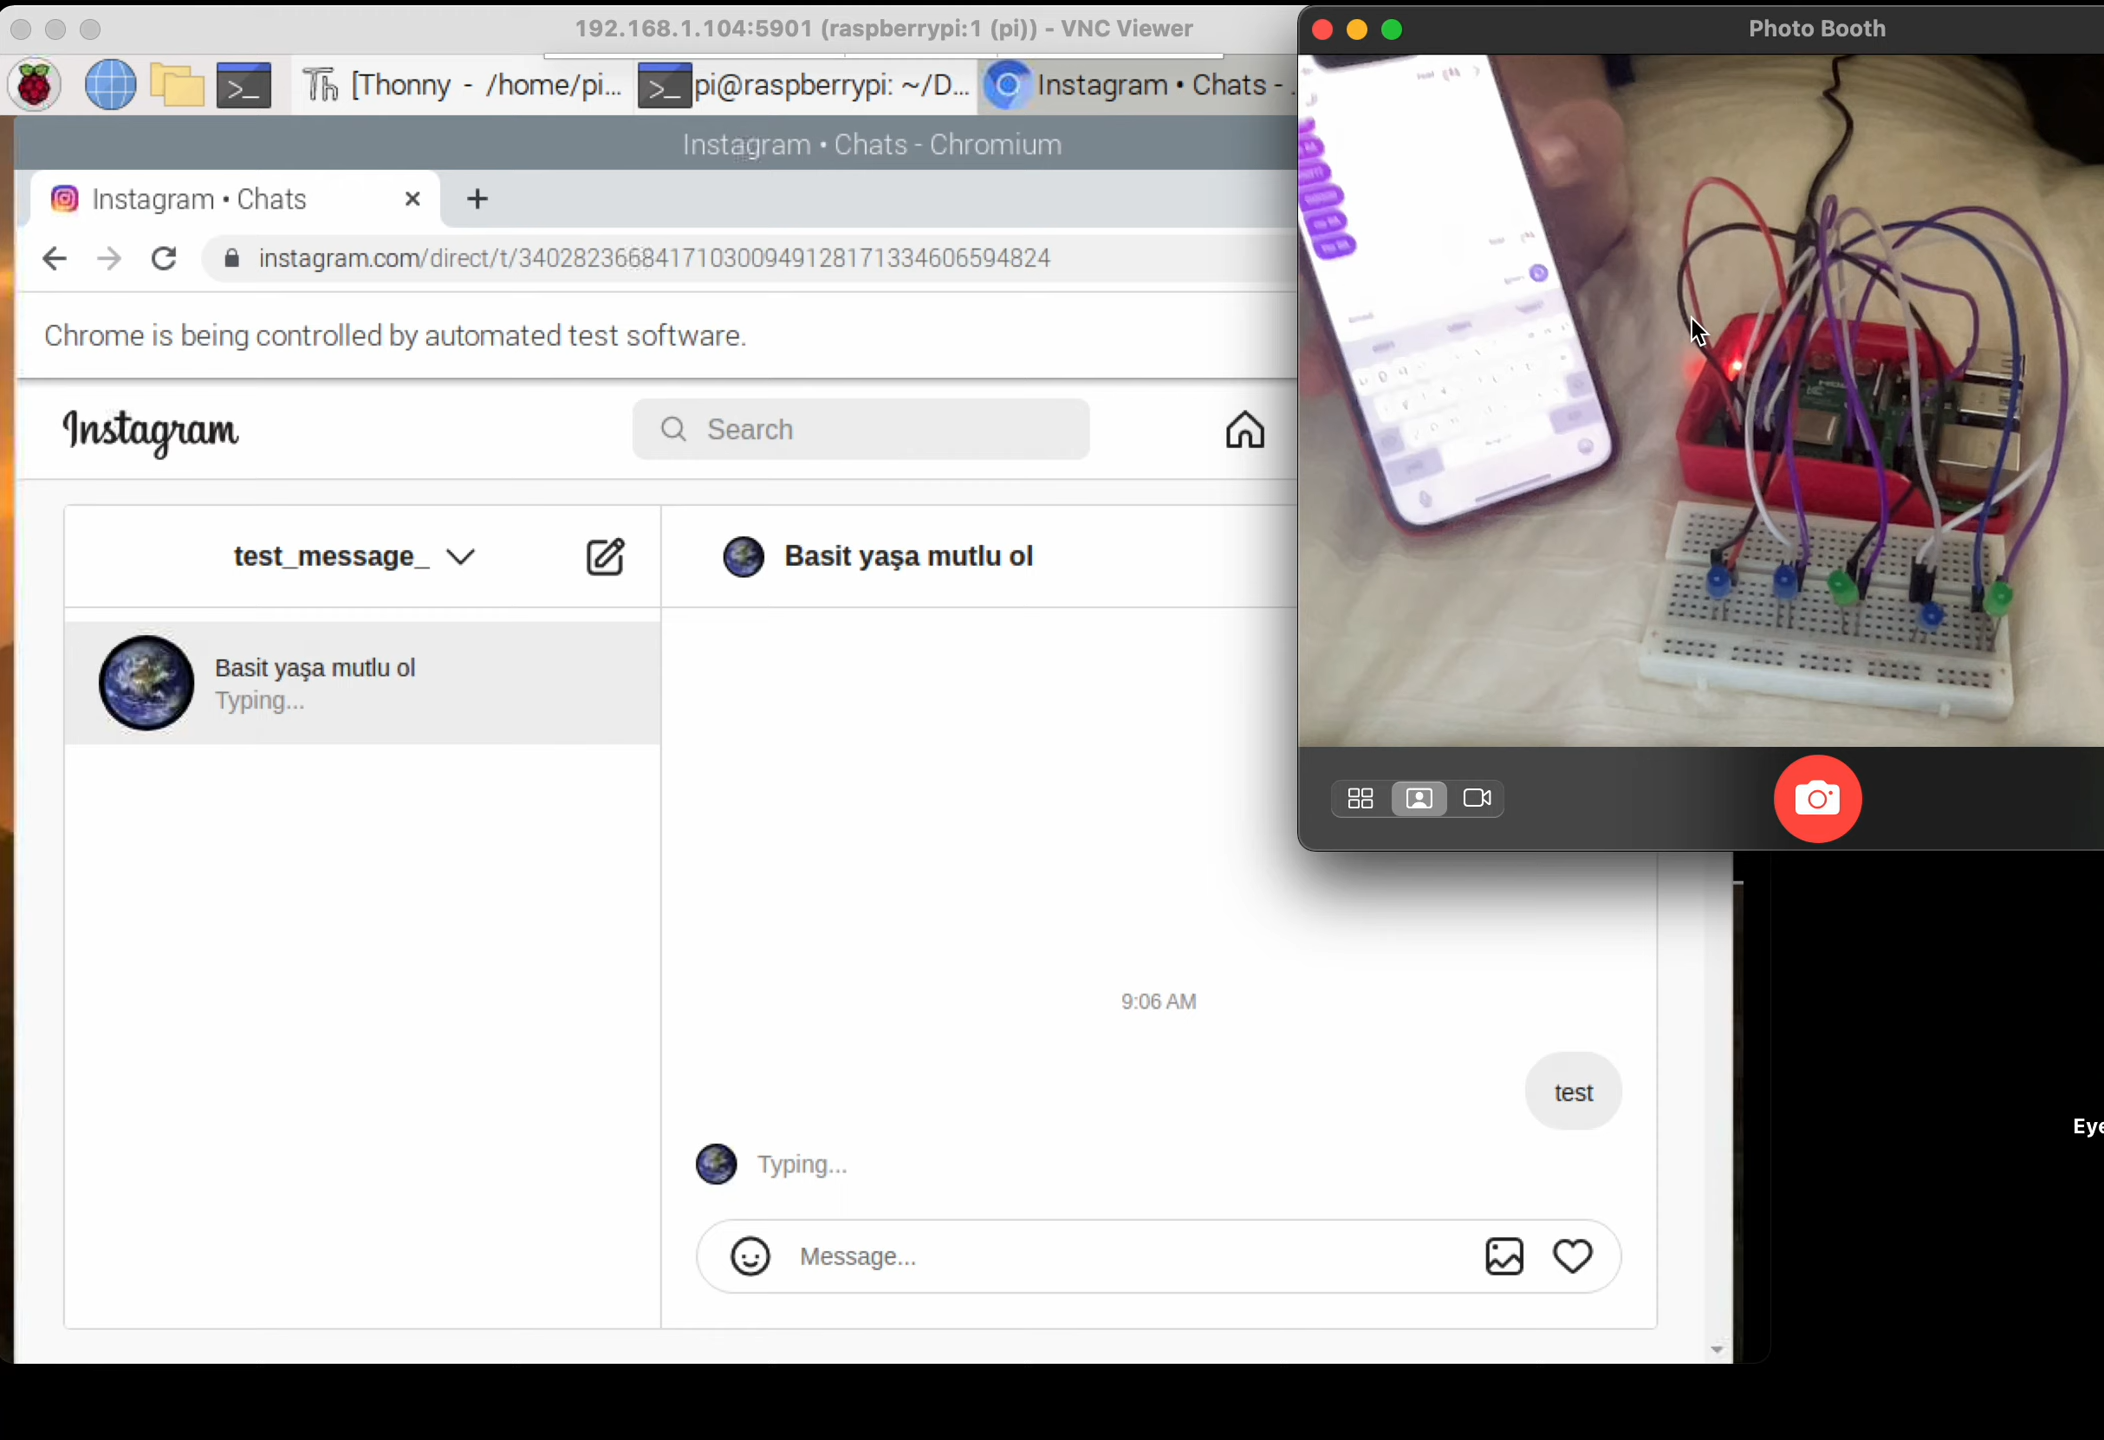 192.168.1.104:5901 (raspberrypi:1 (pi)) - VNC Viewer
Photo Booth
[Thonny - /home/pi...
pi@raspberrypi: ~/D...
Instagram • Chats - .
Instagram • Chats - Chromium
Instagram • Chats
instagram.com/direct/t/340282366841710300949128171334606594824
Chrome is being controlled by automated test software.
Instagram
Search
test_message_
Basit yaşa mutlu ol
Basit yaşa mutlu ol
Typing...
9:06 AM
test
Typing...
Message...
Eye